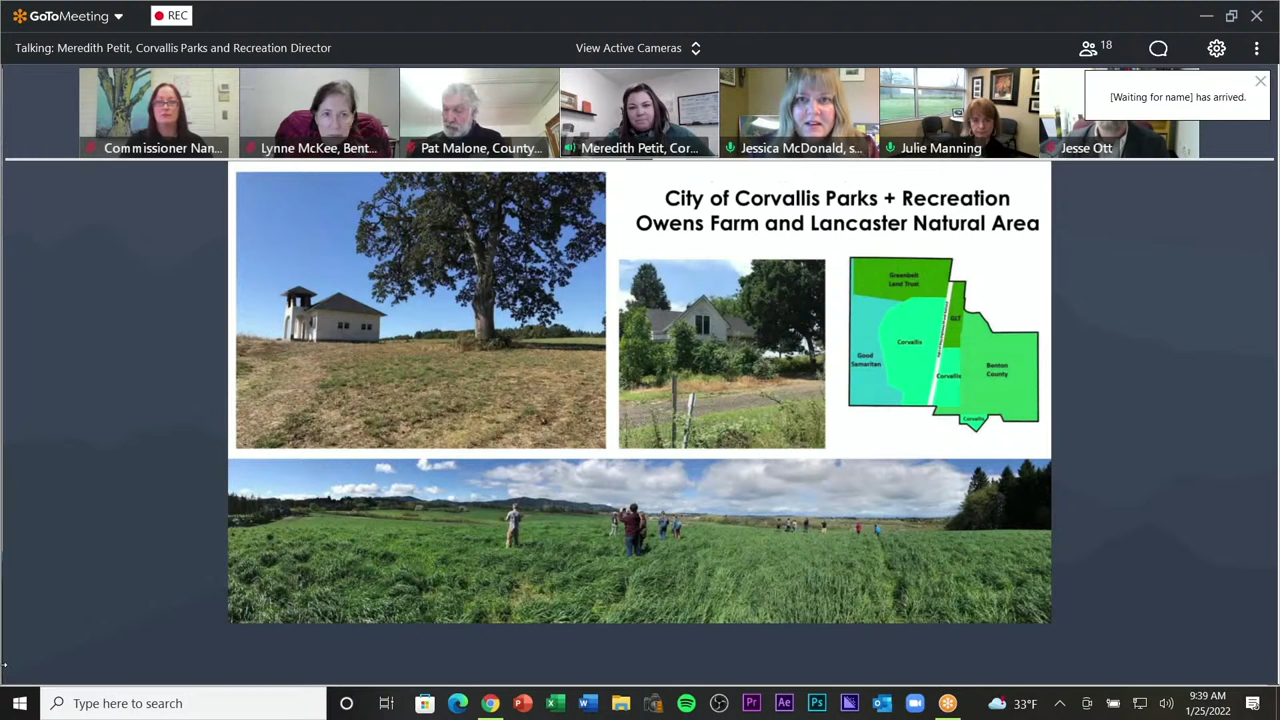 GoToMeeting
REC
Talking: Meredith Petit, Corvallis Parks and Recreation Director
View Active Cameras
18
[Waiting for name] has arrived.
Commissioner Nan...
Lynne McKee, Bent...
Pat Malone, County...
Meredith Petit, Cor...
Jessica McDonald, s...
Julie Manning
Jesse Ott
City of Corvallis Parks + Recreation
Owens Farm and Lancaster Natural Area
Greenbelt
Land Trust
GLT
Corvallis
Good
Samaritan
Corvallis
Benton
County
Corvallis
Type here to search
33°F
9:39 AM
1/25/2022